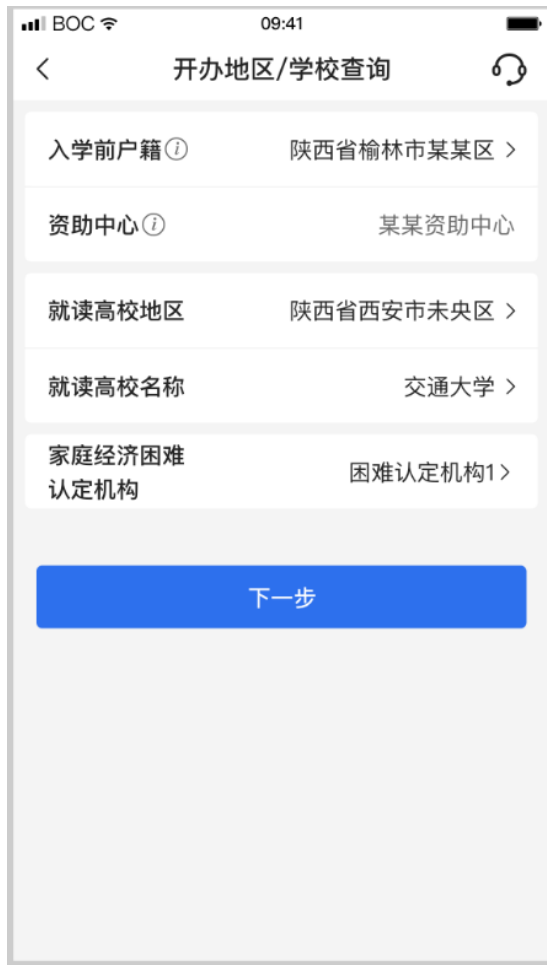 BOC 09:41
开办地区/学校查询
入学前户籍 陕西省榆林市某某区
资助中心 某某资助中心
就读高校地区 陕西省西安市未央区
就读高校名称 交通大学
家庭经济困难
认定机构 困难认定机构1
下一步